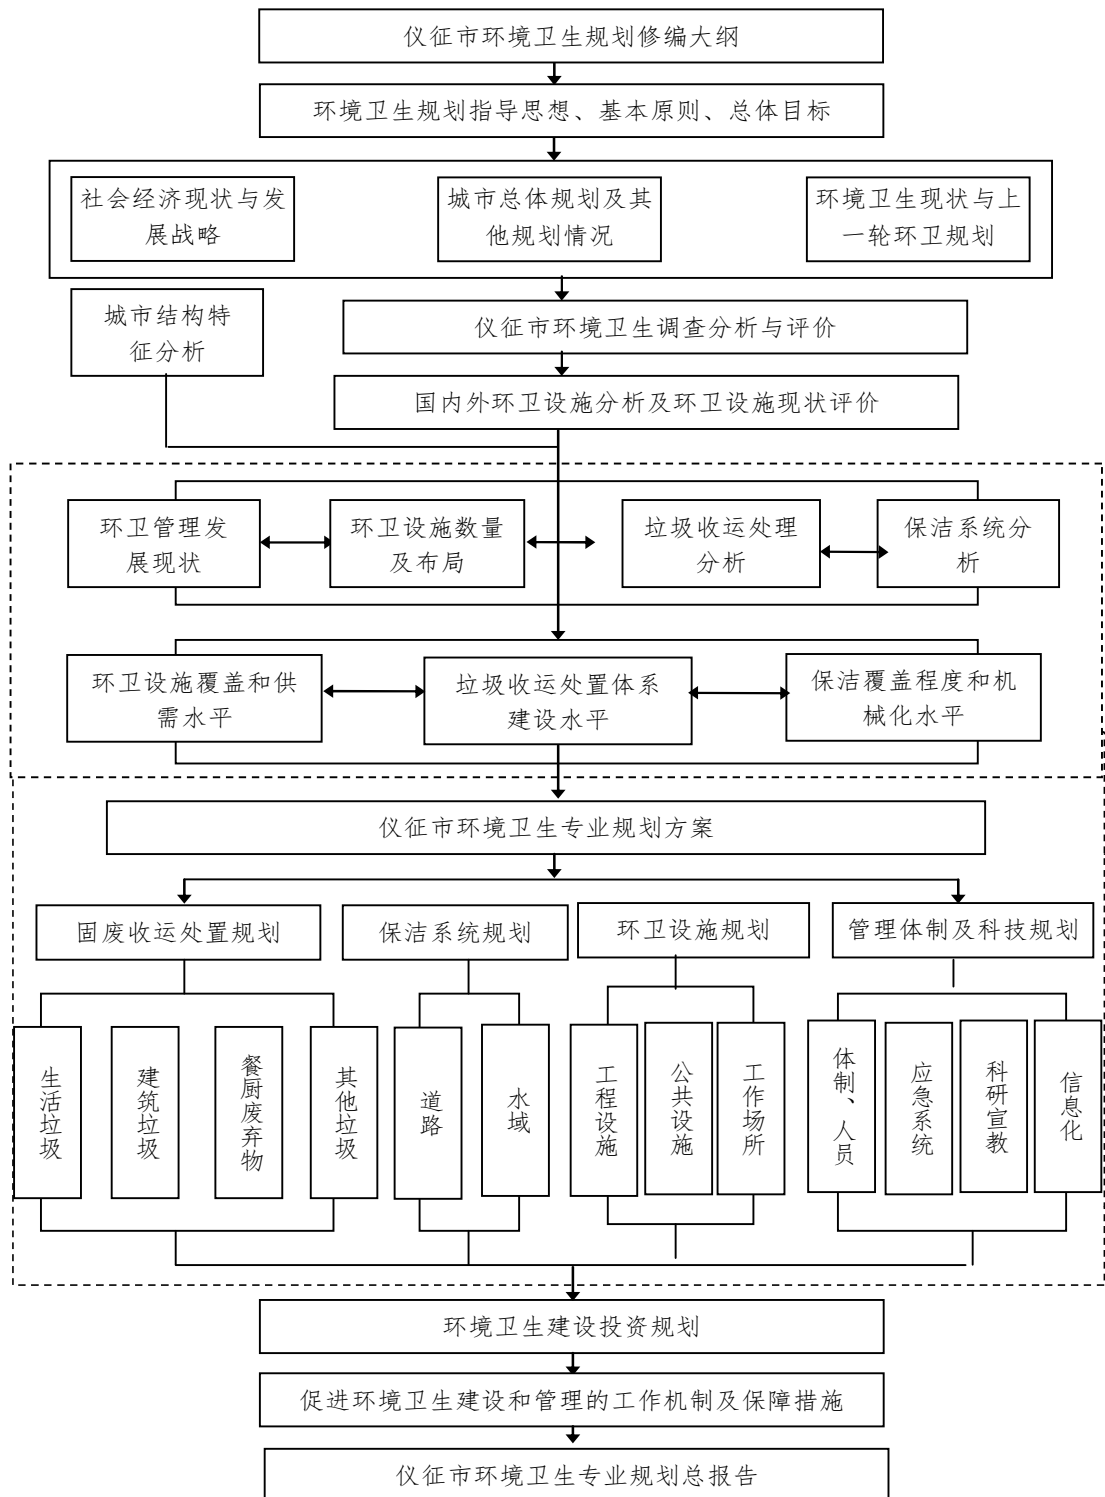 仪征市环境卫生规划修编大纲
环境卫生规划指导思想、基本原则、总体目标
社会经济现状与发
展战略
城市总体规划及其
他规划情况
环境卫生现状与上
一轮环卫规划
城市结构特
征分析
仪征市环境卫生调查分析与评价
国内外环卫设施分析及环卫设施现状评价
环卫管理发
展现状
环卫设施数量
及布局
垃圾收运处理
分析
保洁系统分
析
环卫设施覆盖和供
需水平
垃圾收运处置体系
建设水平
保洁覆盖程度和机
械化水平
仪征市环境卫生专业规划方案
固废收运处置规划
保洁系统规划
环卫设施规划
管理体制及科技规划
生活垃圾
建筑垃圾
餐厨废弃物
其他垃圾
道路
水域
工程设施
公共设施
工作场所
体制、人员
应急系统
科研宣教
信息化
环境卫生建设投资规划
促进环境卫生建设和管理的工作机制及保障措施
仪征市环境卫生专业规划总报告